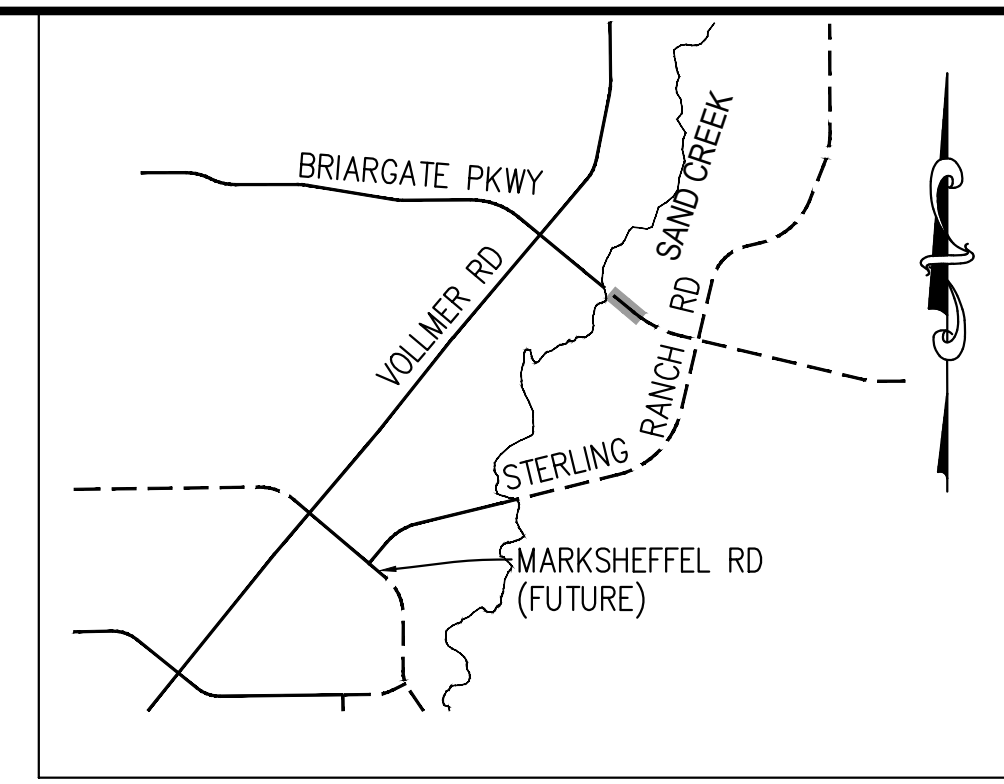 BRIARGATE PKWY
SAND CREEK
VOLLMER RD
STERLING RANCH RD
MARKSHEFFEL RD
(FUTURE)